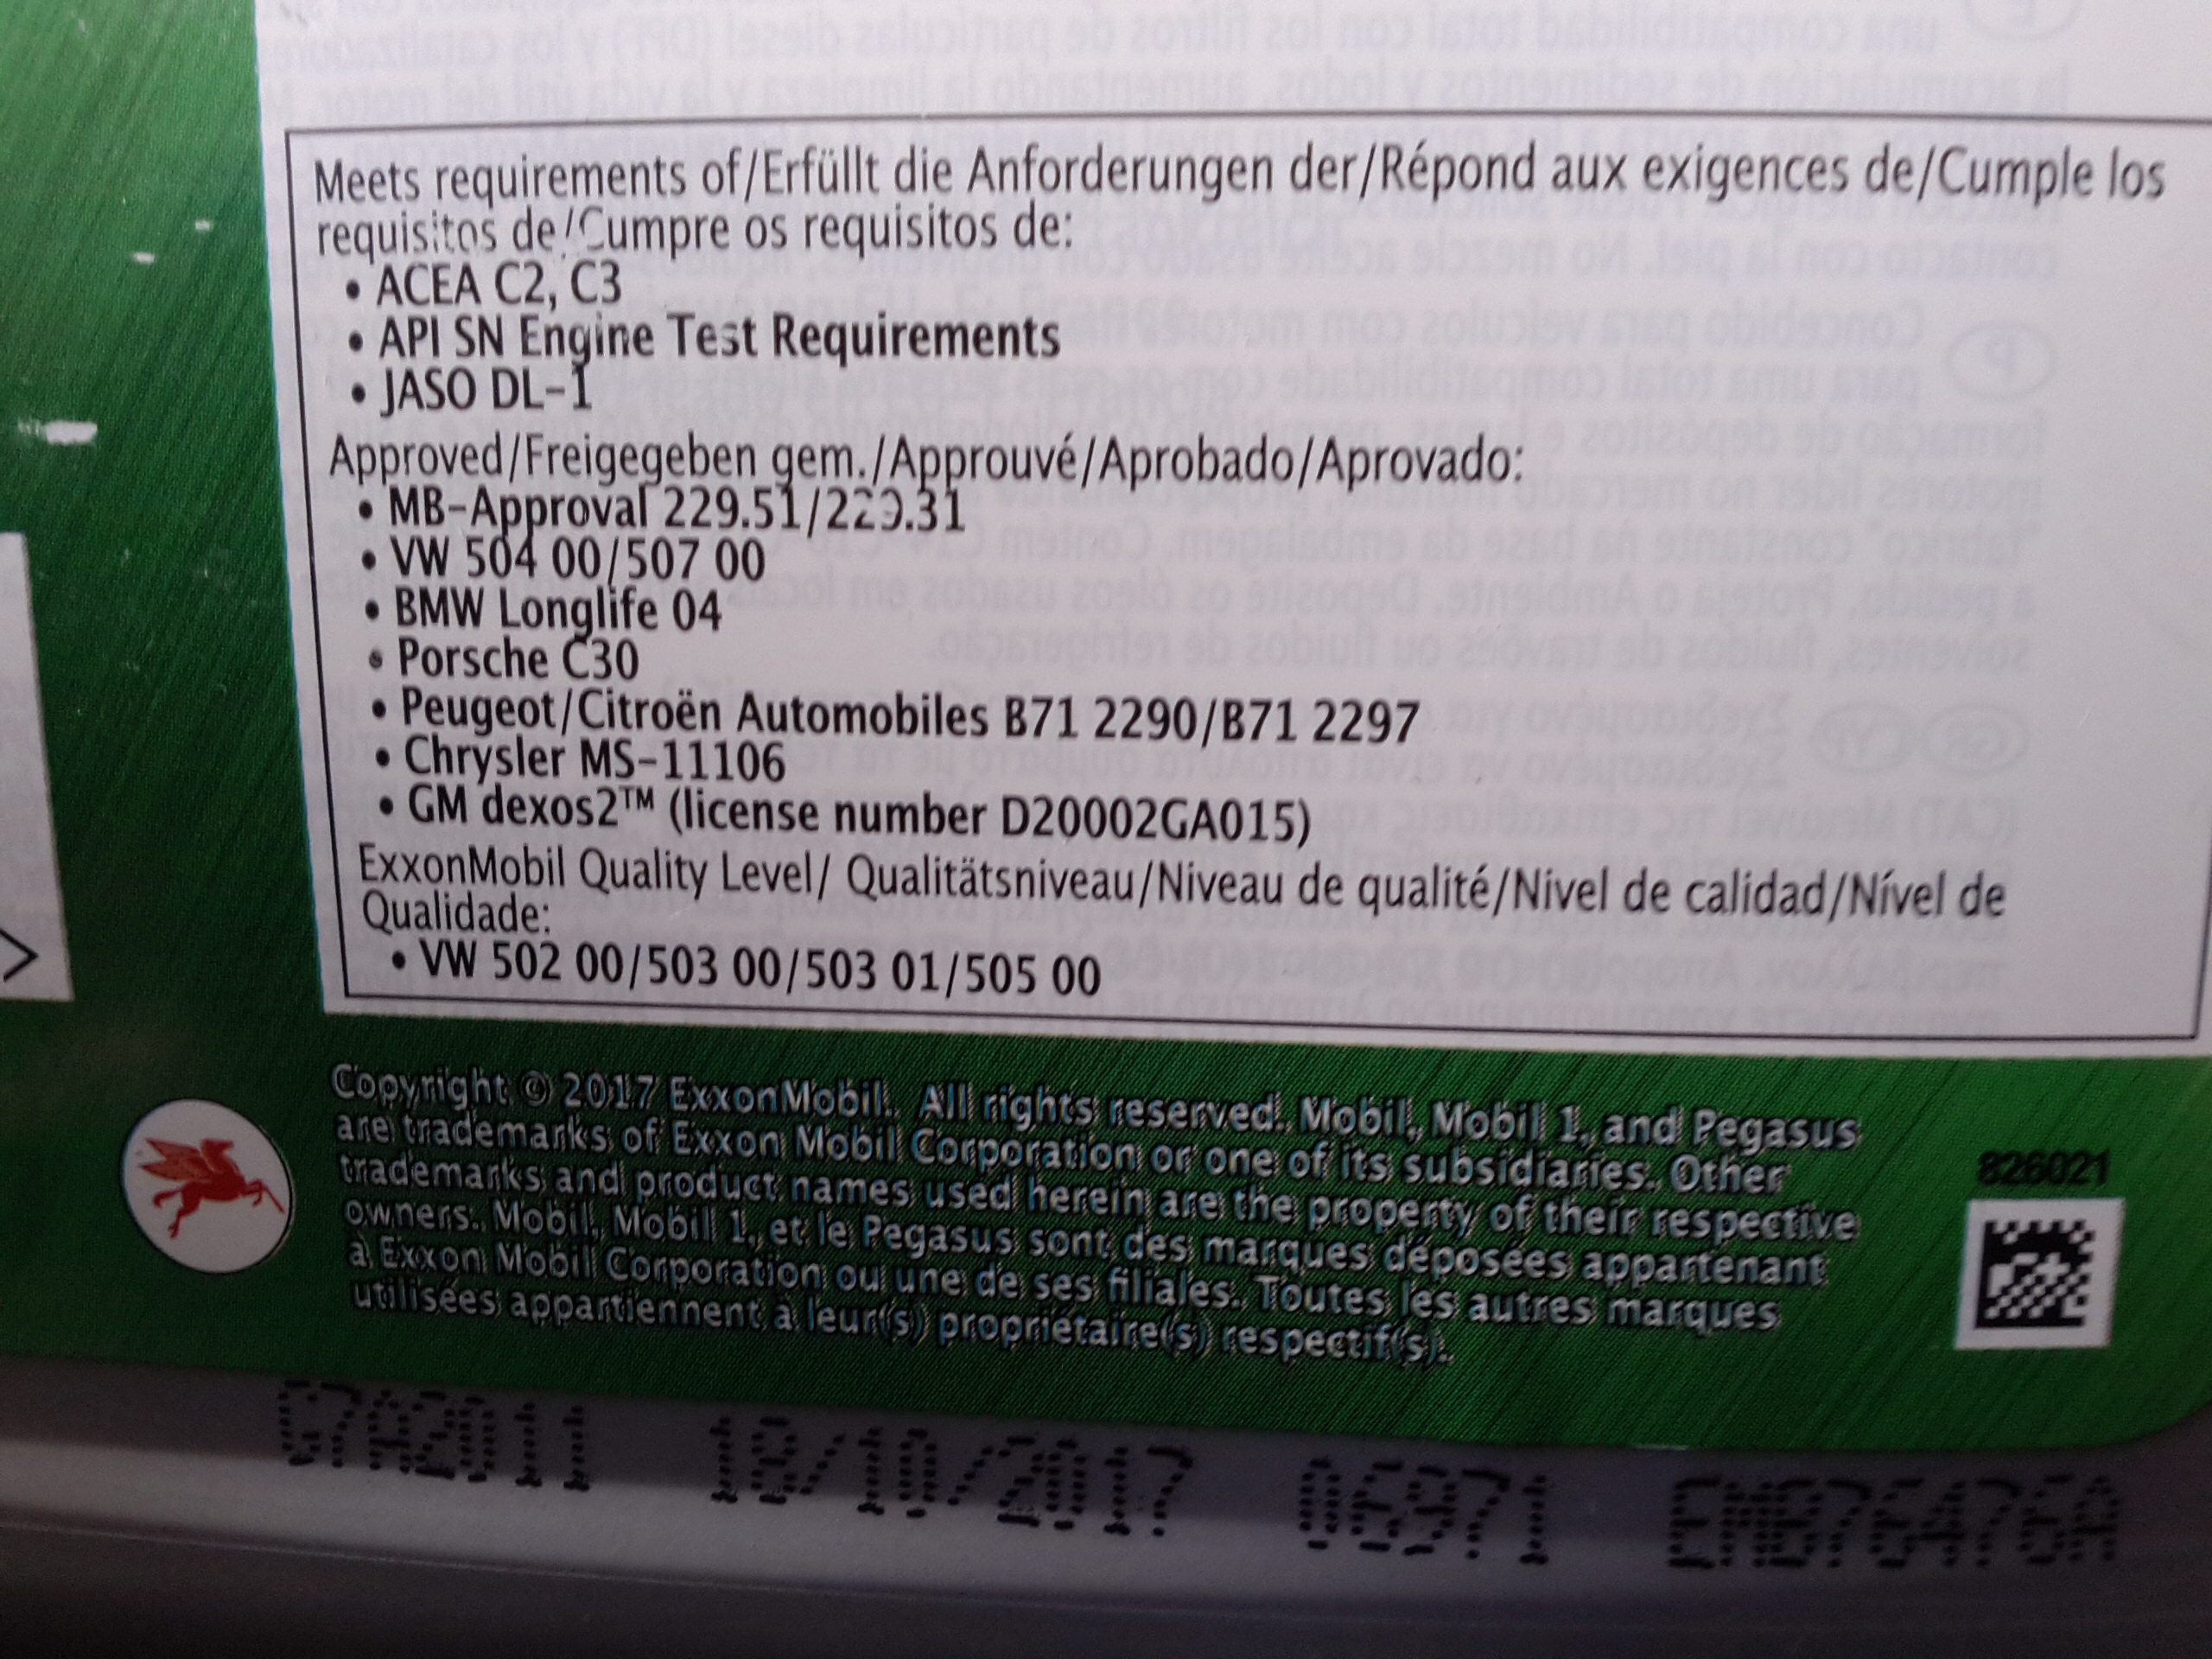 Meets requirements of/Erfüllt die Anforderungen der/Répond aux exigences de/Cumple los
requisitos de/Cumpre os requisitos de:
• ACEA C2, C3
• API SN Engine Test Requirements
• JASO DL-1
Approved/Freigegeben gem./Approuvé/Aprobado/Aprovado:
• MB-Approval 229.51/229.31
• VW 504 00/507 00
• BMW Longlife 04
• Porsche C30
• Peugeot/Citroën Automobiles B71 2290/B71 2297
• Chrysler MS-11106
• GM dexos2™ (license number D20002GA015)
ExxonMobil Quality Level/ Qualitätsniveau/Niveau de qualité/Nivel de calidad/Nível de
Qualidade:
• VW 502 00/503 00/503 01/505 00
Copyright © 2017 ExxonMobil. All rights reserved. Mobil, Mobil 1, and Pegasus
are trademarks of Exxon Mobil Corporation or one of its subsidiaries. Other
trademarks and product names used herein are the property of their respective
owners. Mobil, Mobil 1, et le Pegasus sont des marques déposées appartenant
à Exxon Mobil Corporation ou une de ses filiales. Toutes les autres marques
utilisées appartiennent à leur(s) propriétaire(s) respectif(s).
826021
18/10/2017 06971